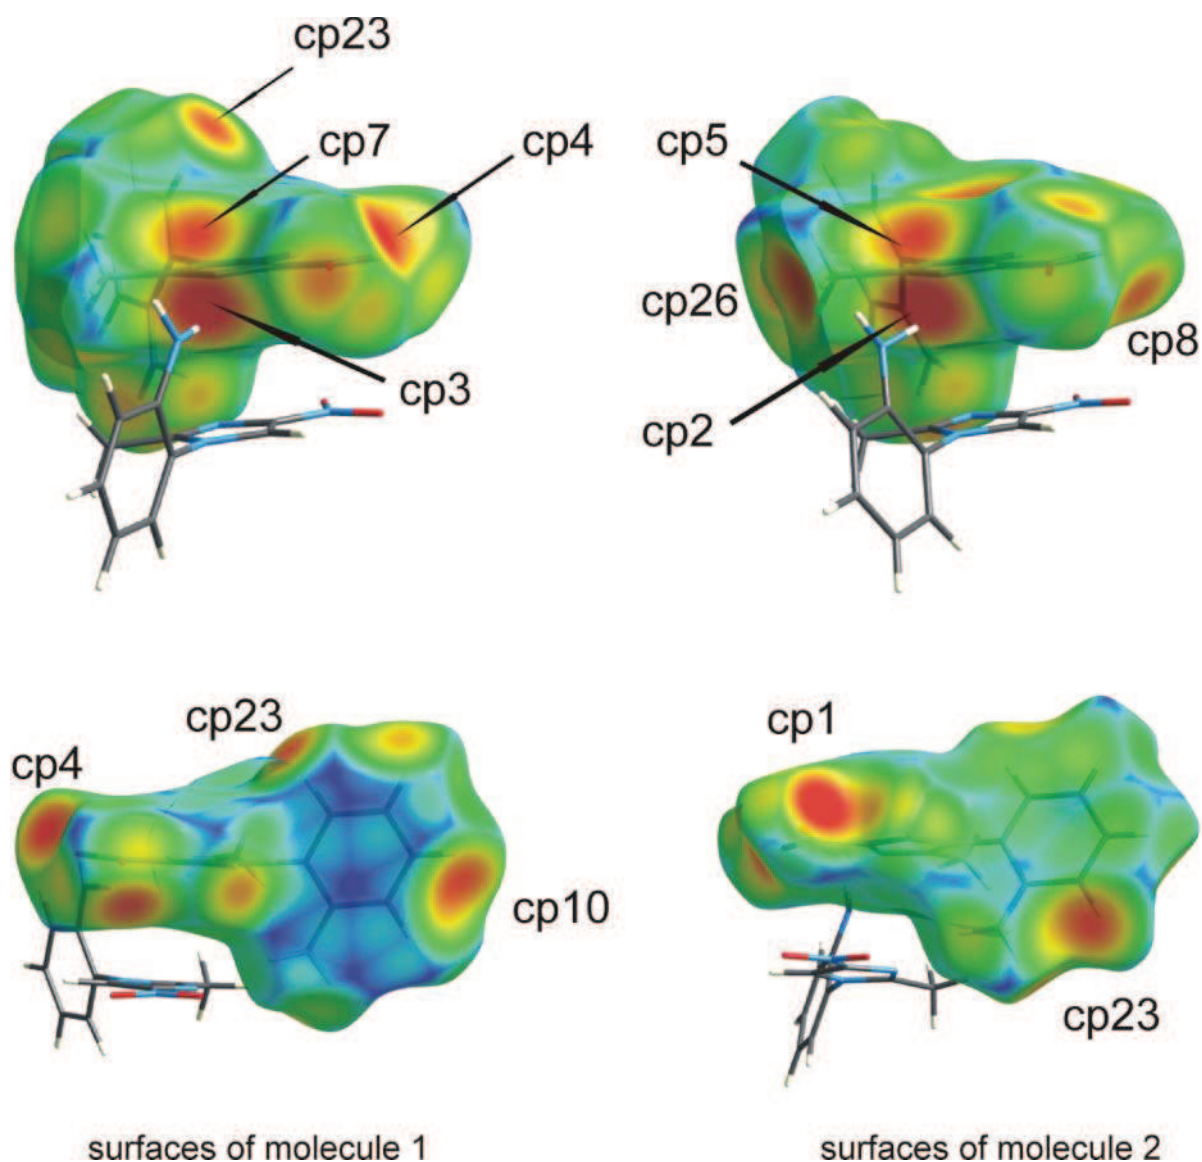 cp23
cp7
cp4
cp3
cp5
cp26
cp8
cp2
cp23
cp4
cp10
cp1
cp23
surfaces of molecule 1
surfaces of molecule 2